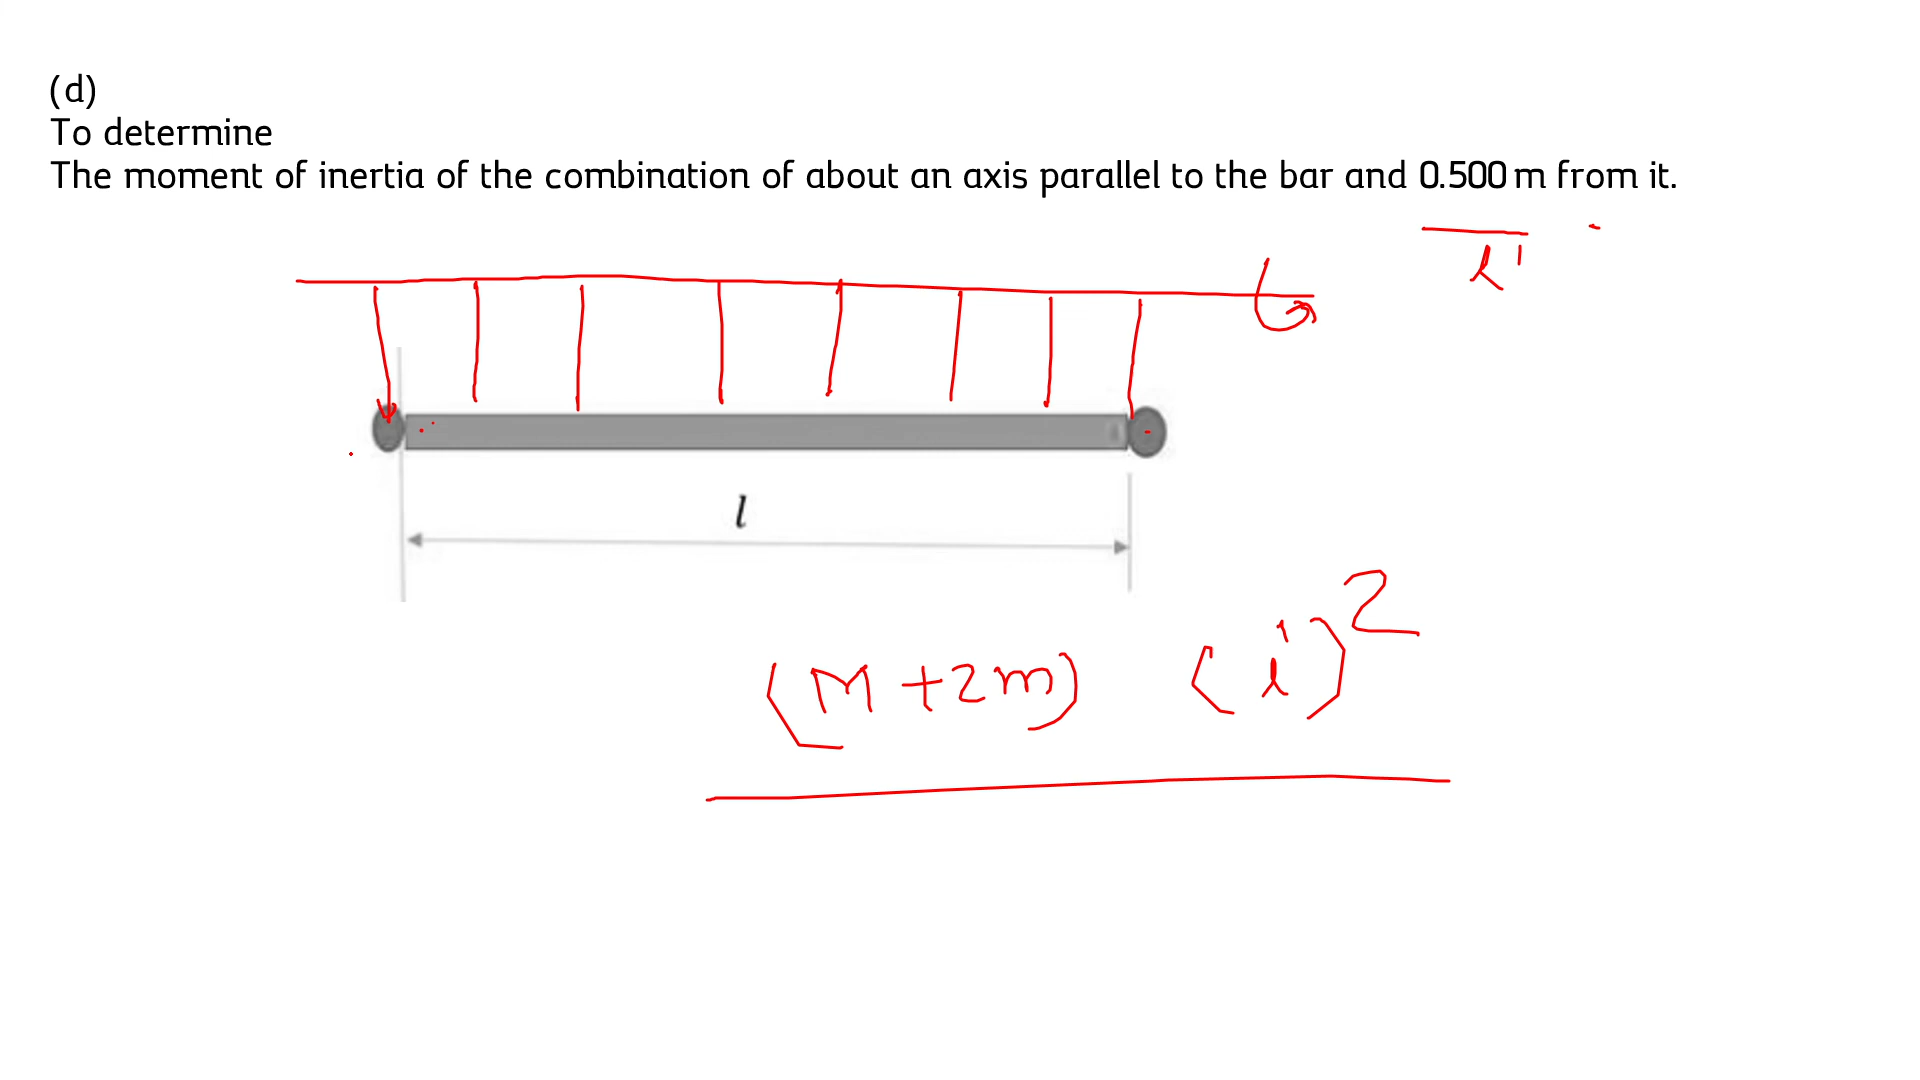 (d)
To determine
The moment of inertia of the combination of about an axis parallel to the bar and 0.500 m from it.
l'
l
(M+2m) (l')²